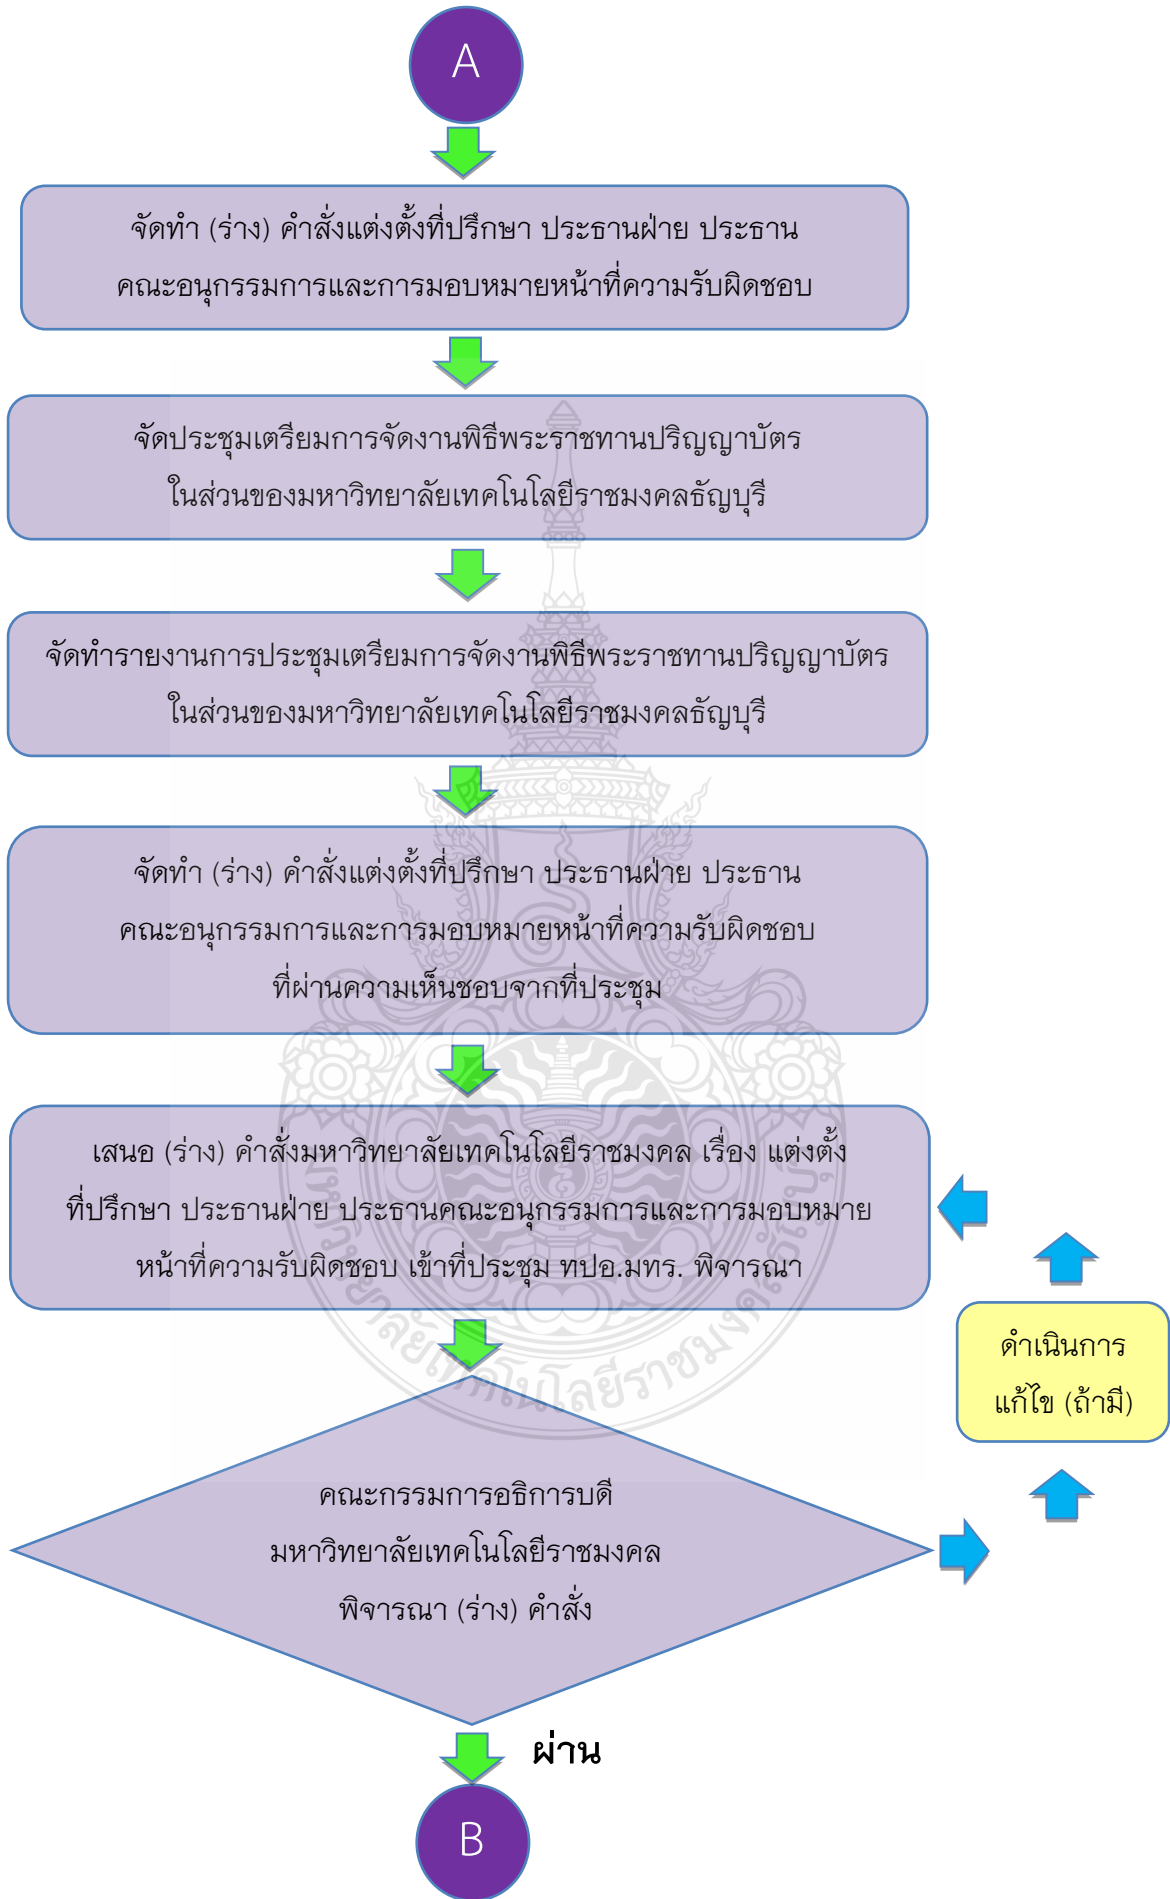 A
จัดทำ (ร่าง) คำสั่งแต่งตั้งที่ปรึกษา ประธานฝ่าย ประธาน
คณะอนุกรรมการและการมอบหมายหน้าที่ความรับผิดชอบ
จัดประชุมเตรียมการจัดงานพิธีพระราชทานปริญญาบัตร
ในส่วนของมหาวิทยาลัยเทคโนโลยีราชมงคลธัญบุรี
จัดทำรายงานการประชุมเตรียมการจัดงานพิธีพระราชทานปริญญาบัตร
ในส่วนของมหาวิทยาลัยเทคโนโลยีราชมงคลธัญบุรี
จัดทำ (ร่าง) คำสั่งแต่งตั้งที่ปรึกษา ประธานฝ่าย ประธาน
คณะอนุกรรมการและการมอบหมายหน้าที่ความรับผิดชอบ
ที่ผ่านความเห็นชอบจากที่ประชุม
เสนอ (ร่าง) คำสั่งมหาวิทยาลัยเทคโนโลยีราชมงคล เรื่อง แต่งตั้ง
ที่ปรึกษา ประธานฝ่าย ประธานคณะอนุกรรมการและการมอบหมาย
หน้าที่ความรับผิดชอบ เข้าที่ประชุม ทปอ.มทร. พิจารณา
ดำเนินการ
แก้ไข (ถ้ามี)
คณะกรรมการอธิการบดี
มหาวิทยาลัยเทคโนโลยีราชมงคล
พิจารณา (ร่าง) คำสั่ง
ผ่าน
B
มหาวิทยาลัยเทคโนโลยีราชมงคลธัญบุรี